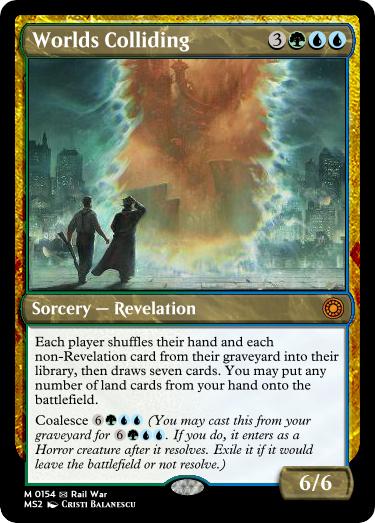 Worlds Colliding 3
Sorcery — Revelation
Each player shuffles their hand and each
non-Revelation card from their graveyard into their
library, then draws seven cards. You may put any
number of land cards from your hand onto the
battlefield.
Coalesce 6 (You may cast this from your
graveyard for 6. If you do, it enters as a
Horror creature after it resolves. Exile it if it would
leave the battlefield or not resolve.)
6/6
M 0154 Rail War
MS2 Cristi Balanescu